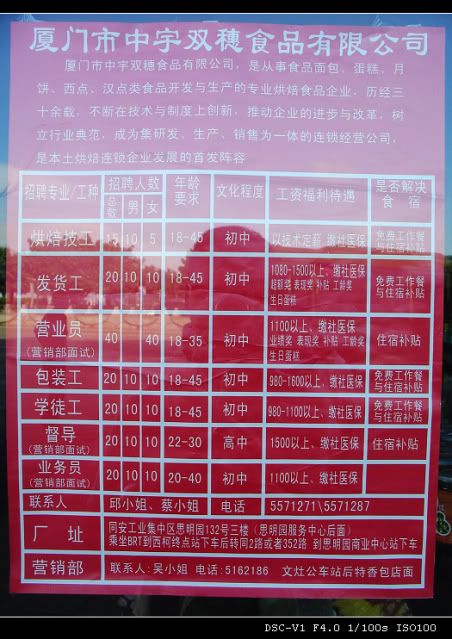 厦门市中宇双穗食品有限公司
厦门市中宇双穗食品有限公司，是从事食品面包、蛋糕、月
饼、西点、汉点类食品开发与生产的专业烘焙食品企业，历经三
十余载，不断在技术与制度上创新，推动企业的进步与改革，树
立行业典范，成为集研发、生产、销售为一体的连锁经营公司，
是本土烘焙连锁企业发展的首发阵容
招聘专业/工种 招聘人数 总数 男 女 年龄要求 文化程度 工资福利待遇 是否解决食 宿
烘焙技工 15 10 5 18-45 初中 以技术定薪 缴社医保 免费工作餐与住宿补贴
发货工 20 10 10 18-45 初中 1080-1500以上、缴社医保 超额奖 表现奖 补贴 工龄奖 生日蛋糕 免费工作餐与住宿补贴
营业员 (营销部面试) 40 40 18-35 初中 1100以上、缴社医保 业绩奖 表现奖 补贴 工龄奖 生日蛋糕 住宿补贴
包装工 20 10 10 18-45 初中 980-1600以上、缴社医保 免费工作餐与住宿补贴
学徒工 20 10 10 18-45 初中 980-1100以上、缴社医保 免费工作餐与住宿补贴
督导 (营销部面试) 20 10 10 22-30 高中 1500以上、缴社医保 住宿补贴
业务员 (营销部面试) 20 10 10 20-40 初中 1100以上、缴社医保
联系人 邱小姐、蔡小姐 电话 5571271\5571287
厂 址 同安工业集中区思明园132号三楼（思明园服务中心后面）
乘坐BRT到西柯终点站下车后转同2路或者352路 到思明园商业中心站下车
营销部 联系人:吴小姐 电话:5162186 文灶公车站后特香包店面
DSC-V1 F4.0 1/100s ISO100